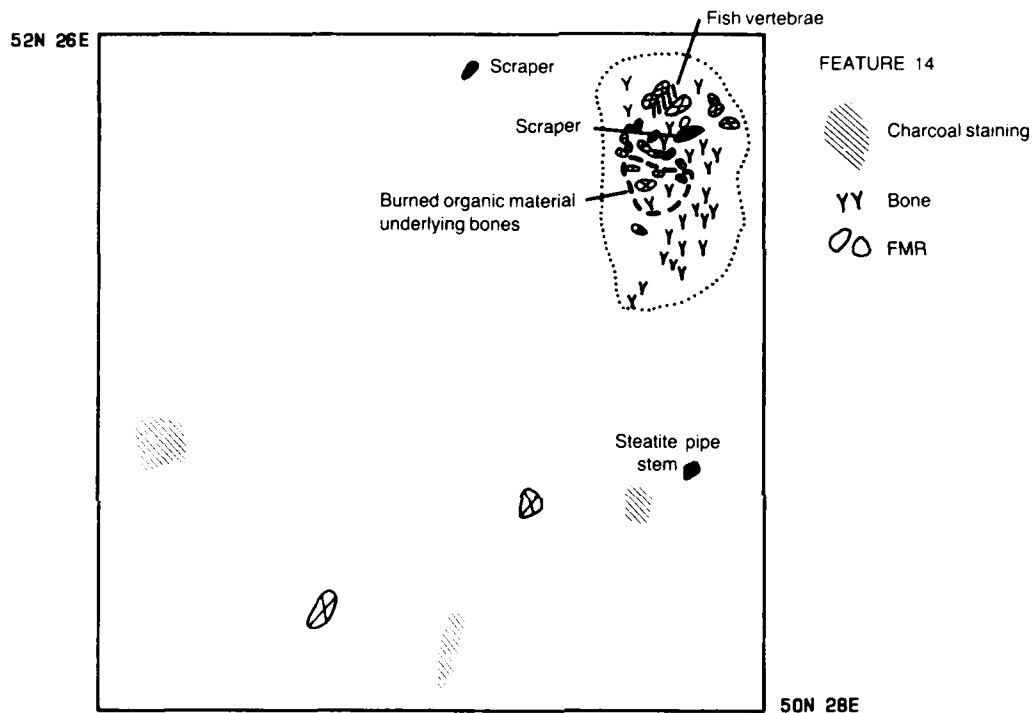 52N 26E
Fish vertebrae
Scraper
FEATURE 14
Charcoal staining
Scraper
Burned organic material
underlying bones
Bone
FMR
Steatite pipe
stem
50N 28E